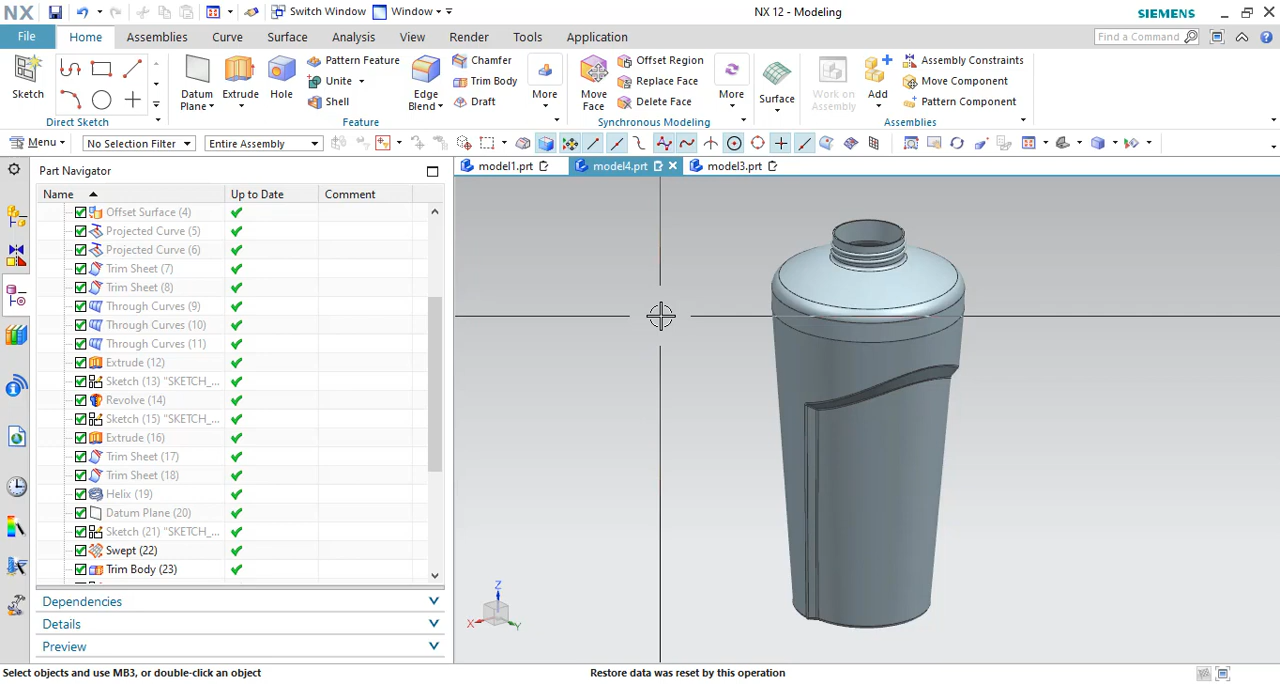 NX Switch Window Window NX 12 - Modeling SIEMENS
File Home Assemblies Curve Surface Analysis View Render Tools Application Find a Command
Sketch
Direct Sketch
Datum Plane
Extrude
Hole
Pattern Feature
Unite
Shell
Edge Blend
Chamfer
Trim Body
Draft
More
Feature
Move Face
Offset Region
Replace Face
Delete Face
More
Synchronous Modeling
Surface
Work on Assembly
Add
Assembly Constraints
Move Component
Pattern Component
Assemblies
Menu No Selection Filter Entire Assembly
Part Navigator
model1.prt model4.prt model3.prt
Name Up to Date Comment
Offset Surface (4)
Projected Curve (5)
Projected Curve (6)
Trim Sheet (7)
Trim Sheet (8)
Through Curves (9)
Through Curves (10)
Through Curves (11)
Extrude (12)
Sketch (13) "SKETCH_...
Revolve (14)
Sketch (15) "SKETCH_...
Extrude (16)
Trim Sheet (17)
Trim Sheet (18)
Helix (19)
Datum Plane (20)
Sketch (21) "SKETCH_...
Swept (22)
Trim Body (23)
Dependencies
Details
Preview
Z
X
Y
Select objects and use MB3, or double-click an object Restore data was reset by this operation